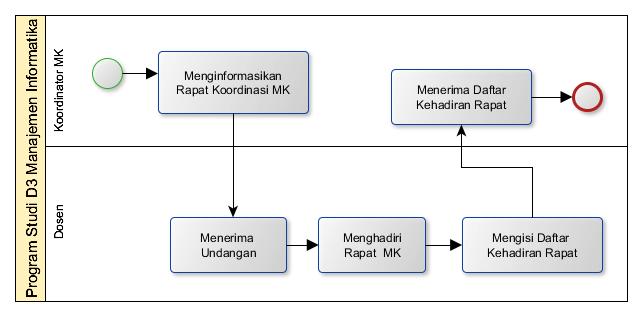 Program Studi D3 Manajemen Informatika
Koordinator MK
Menginformasikan
Rapat Koordinasi MK
Menerima Daftar
Kehadiran Rapat
Dosen
Menerima
Undangan
Menghadiri
Rapat MK
Mengisi Daftar
Kehadiran Rapat